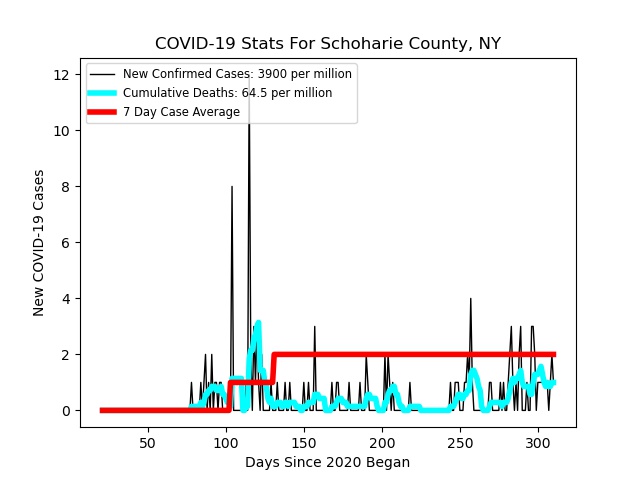 COVID-19 Stats For Schoharie County, NY
New Confirmed Cases: 3900 per million
Cumulative Deaths: 64.5 per million
7 Day Case Average
12
10
8
6
4
2
0
New COVID-19 Cases
50 100 150 200 250 300
Days Since 2020 Began